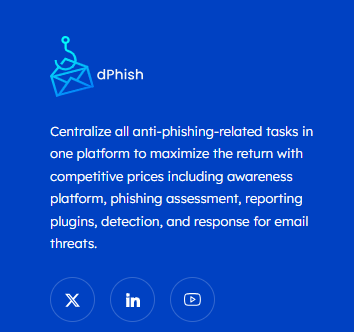 dPhish
Centralize all anti-phishing-related tasks in
one platform to maximize the return with
competitive prices including awareness
platform, phishing assessment, reporting
plugins, detection, and response for email
threats.
X
in